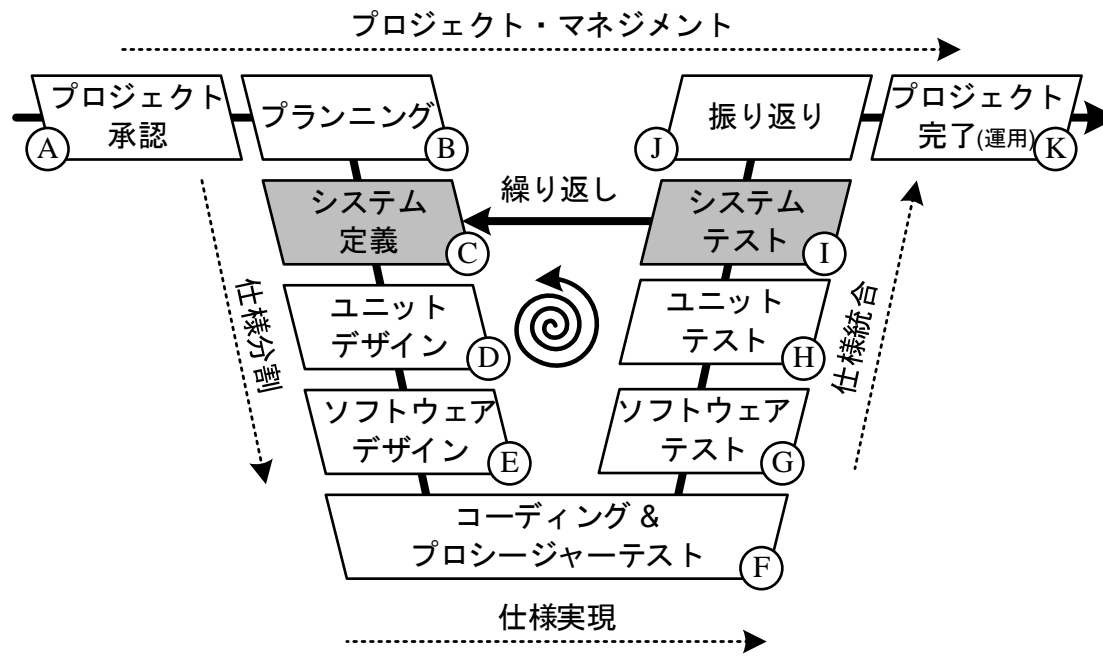 プロジェクト・マネジメント
プロジェクト
承認
A
プランニング
B
振り返り
J
プロジェクト
完了(運用)
K
システム
定義
C
繰り返し
システム
テスト
I
仕様分割
ユニット
デザイン
D
ユニット
テスト
H
仕様統合
ソフトウェア
デザイン
E
ソフトウェア
テスト
G
コーディング &
プロシージャーテスト
F
仕様実現